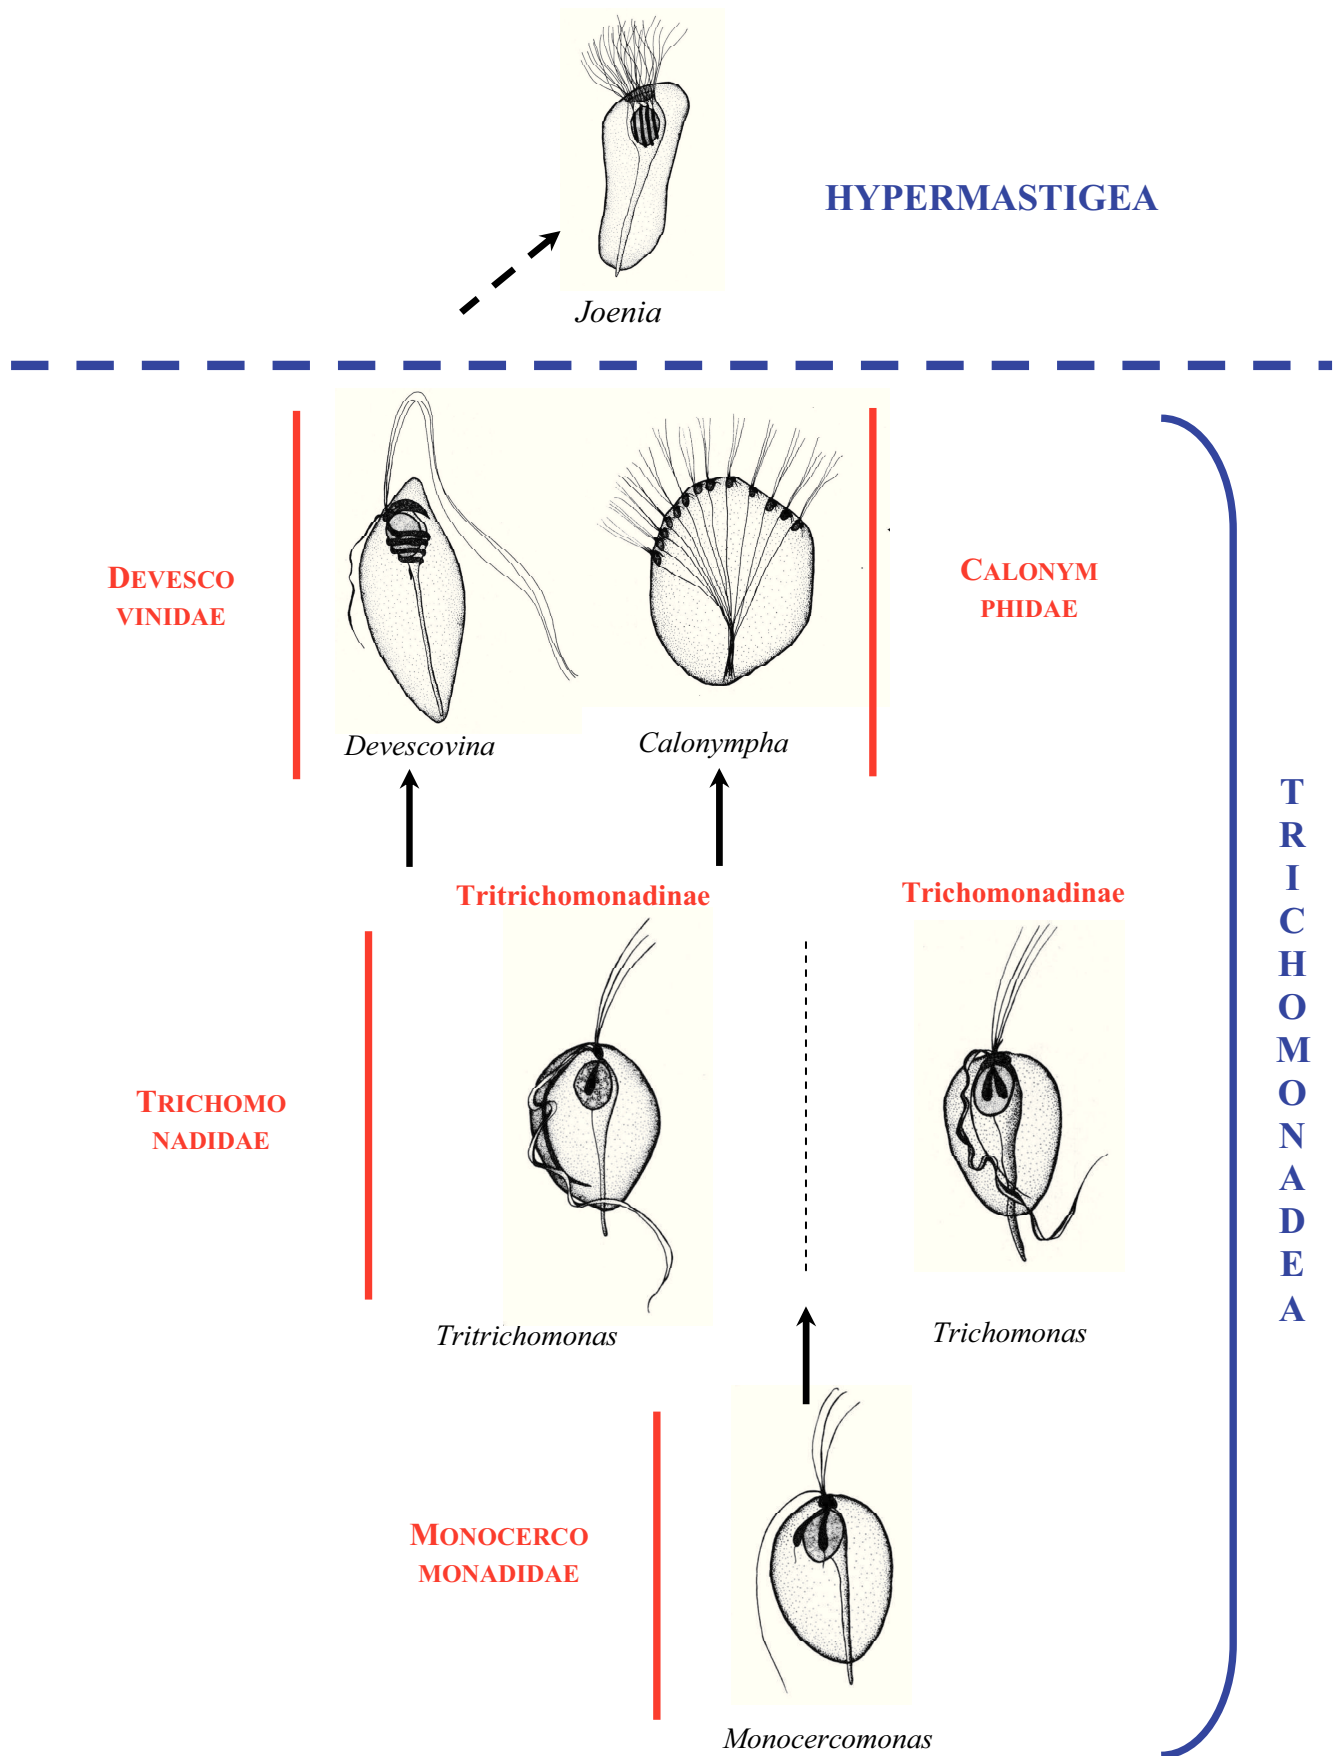 HYPERMASTIGEA
Joenia
DEVESCO
VINIDAE
CALONYM
PHIDAE
Devescovina
Calonympha
Tritrichomonadinae
Trichomonadinae
TRICHOMO
NADIDAE
Tritrichomonas
Trichomonas
MONOCERCO
MONADIDAE
Monocercomonas
T
R
I
C
H
O
M
O
N
A
D
E
A